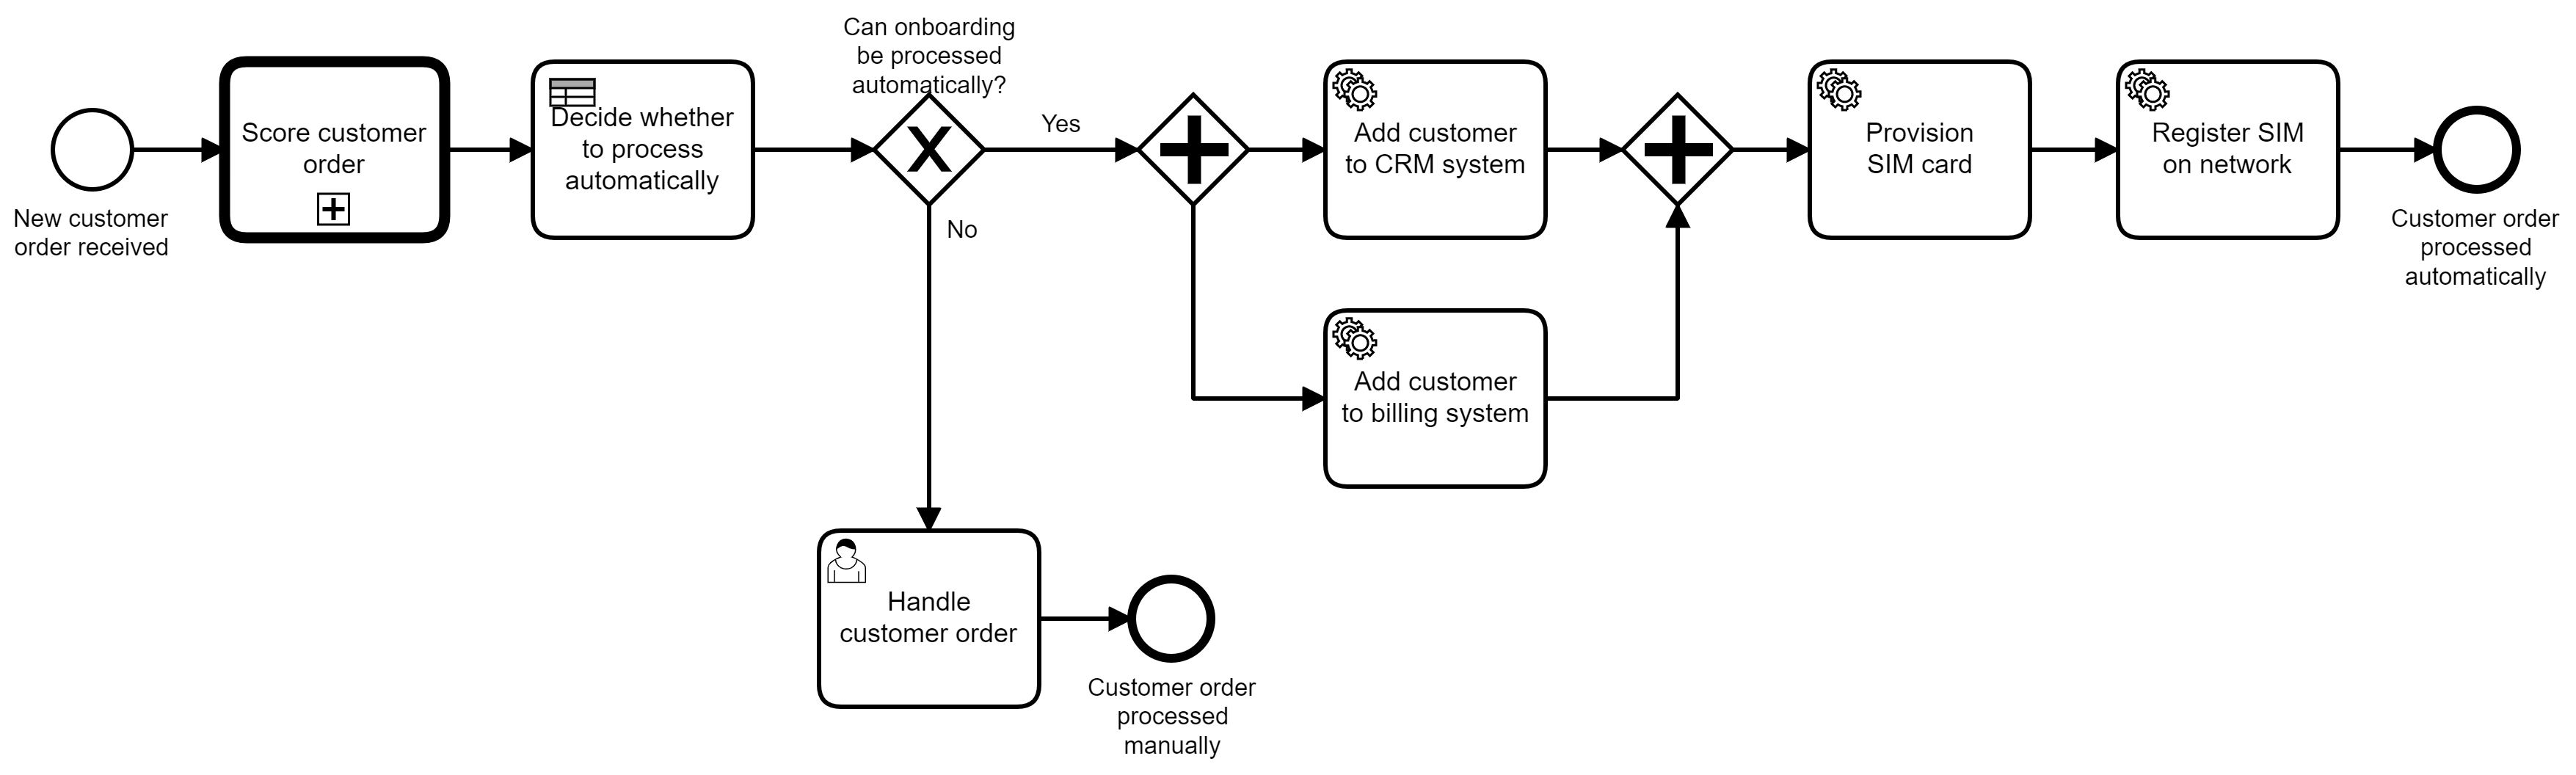 New customer
order received
Score customer
order
Decide whether
to process
automatically
Can onboarding
be processed
automatically?
Yes
No
Add customer
to CRM system
Add customer
to billing system
Provision
SIM card
Register SIM
on network
Customer order
processed
automatically
Handle
customer order
Customer order
processed
manually